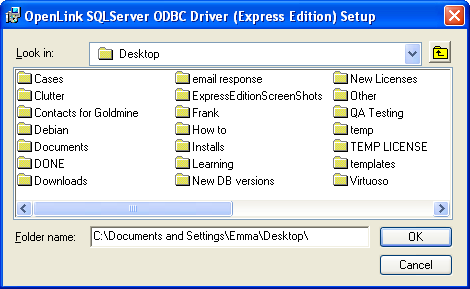 OpenLink SQLServer ODBC Driver (Express Edition) Setup
Look in: Desktop
Cases email response New Licenses
Clutter ExpressEditionScreenShots Other
Contacts for Goldmine Frank QA Testing
Debian How to temp
Documents Installs TEMP LICENSE
DONE Learning templates
Downloads New DB versions Virtuoso
Folder name: C:\Documents and Settings\Emma\Desktop\ OK
Cancel